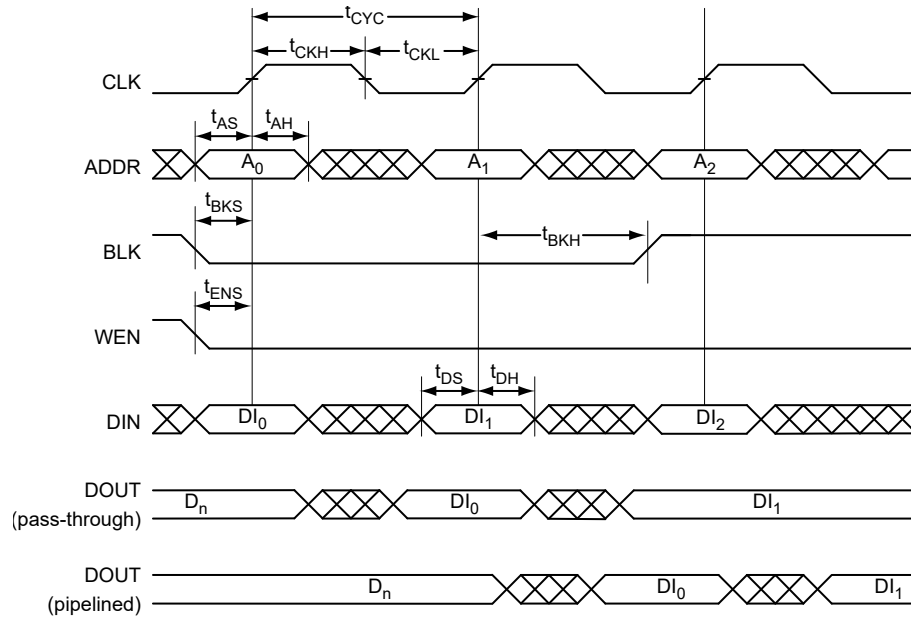 tCYC
tCKH tCKL
CLK
tAS tAH
ADDR A0 A1 A2
tBKS
tBKH
BLK
tENS
WEN
tDS tDH
DIN DI0 DI1 DI2
DOUT
(pass-through)
Dn DI0 DI1
DOUT
(pipelined)
Dn DI0 DI1